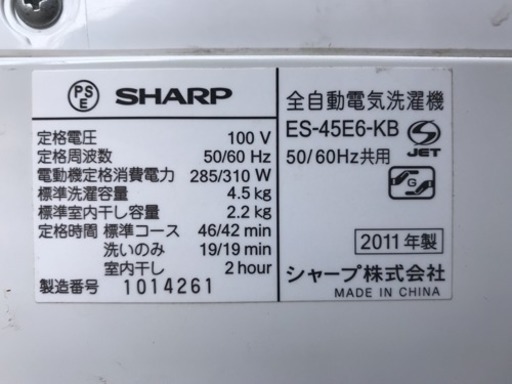 PS
E
SHARP
定格電圧 100 V
定格周波数 50/60 Hz
電動機定格消費電力 285/310 W
標準洗濯容量 4.5 kg
標準室内干し容量 2.2 kg
定格時間 標準コース 46/42 min
洗いのみ 19/19 min
室内干し 2 hour
製造番号 1014261
全自動電気洗濯機
ES-45E6-KB
JET
50/60Hz共用
G
2011年製
シャープ株式会社
MADE IN CHINA